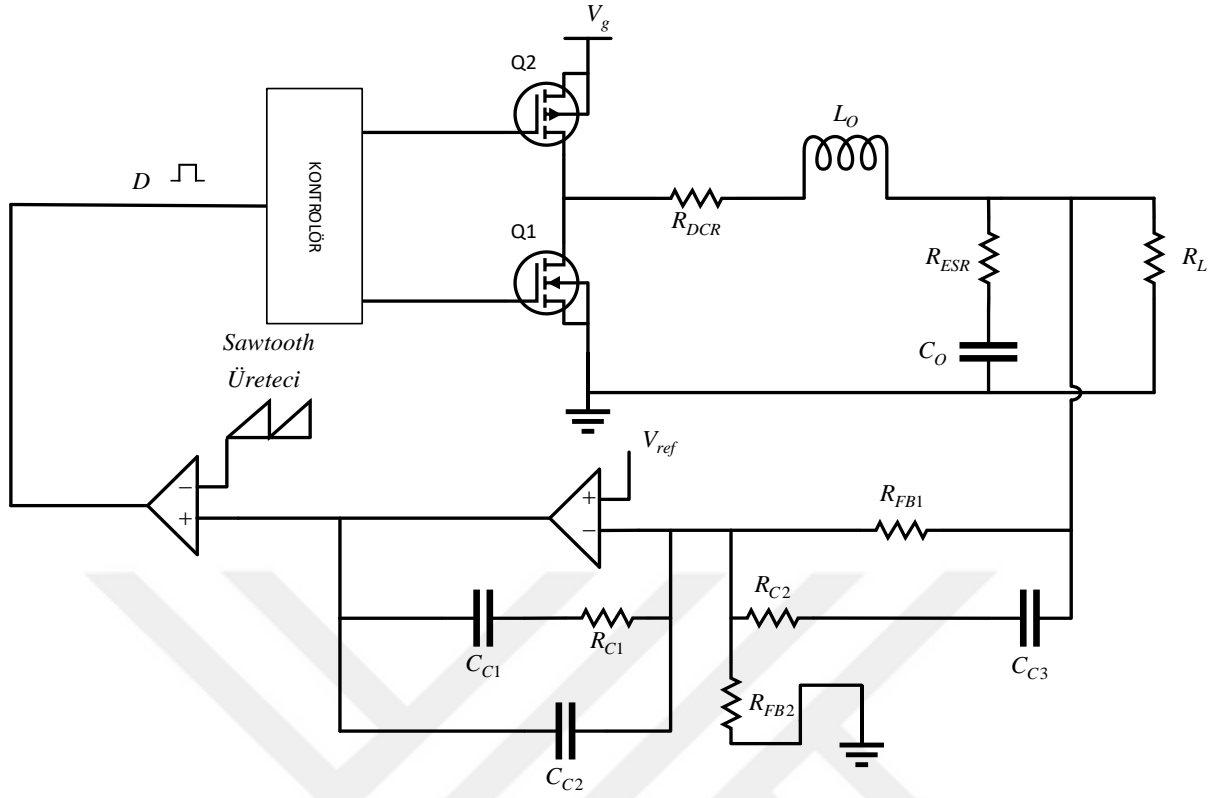 V_g
Q2
L_O
D
KONTROLÖR
R_DCR
Q1
R_ESR
R_L
C_O
Sawtooth
Üreteci
V_ref
−
+
+
−
R_FB1
R_C2
C_C1
R_C1
C_C3
R_FB2
C_C2